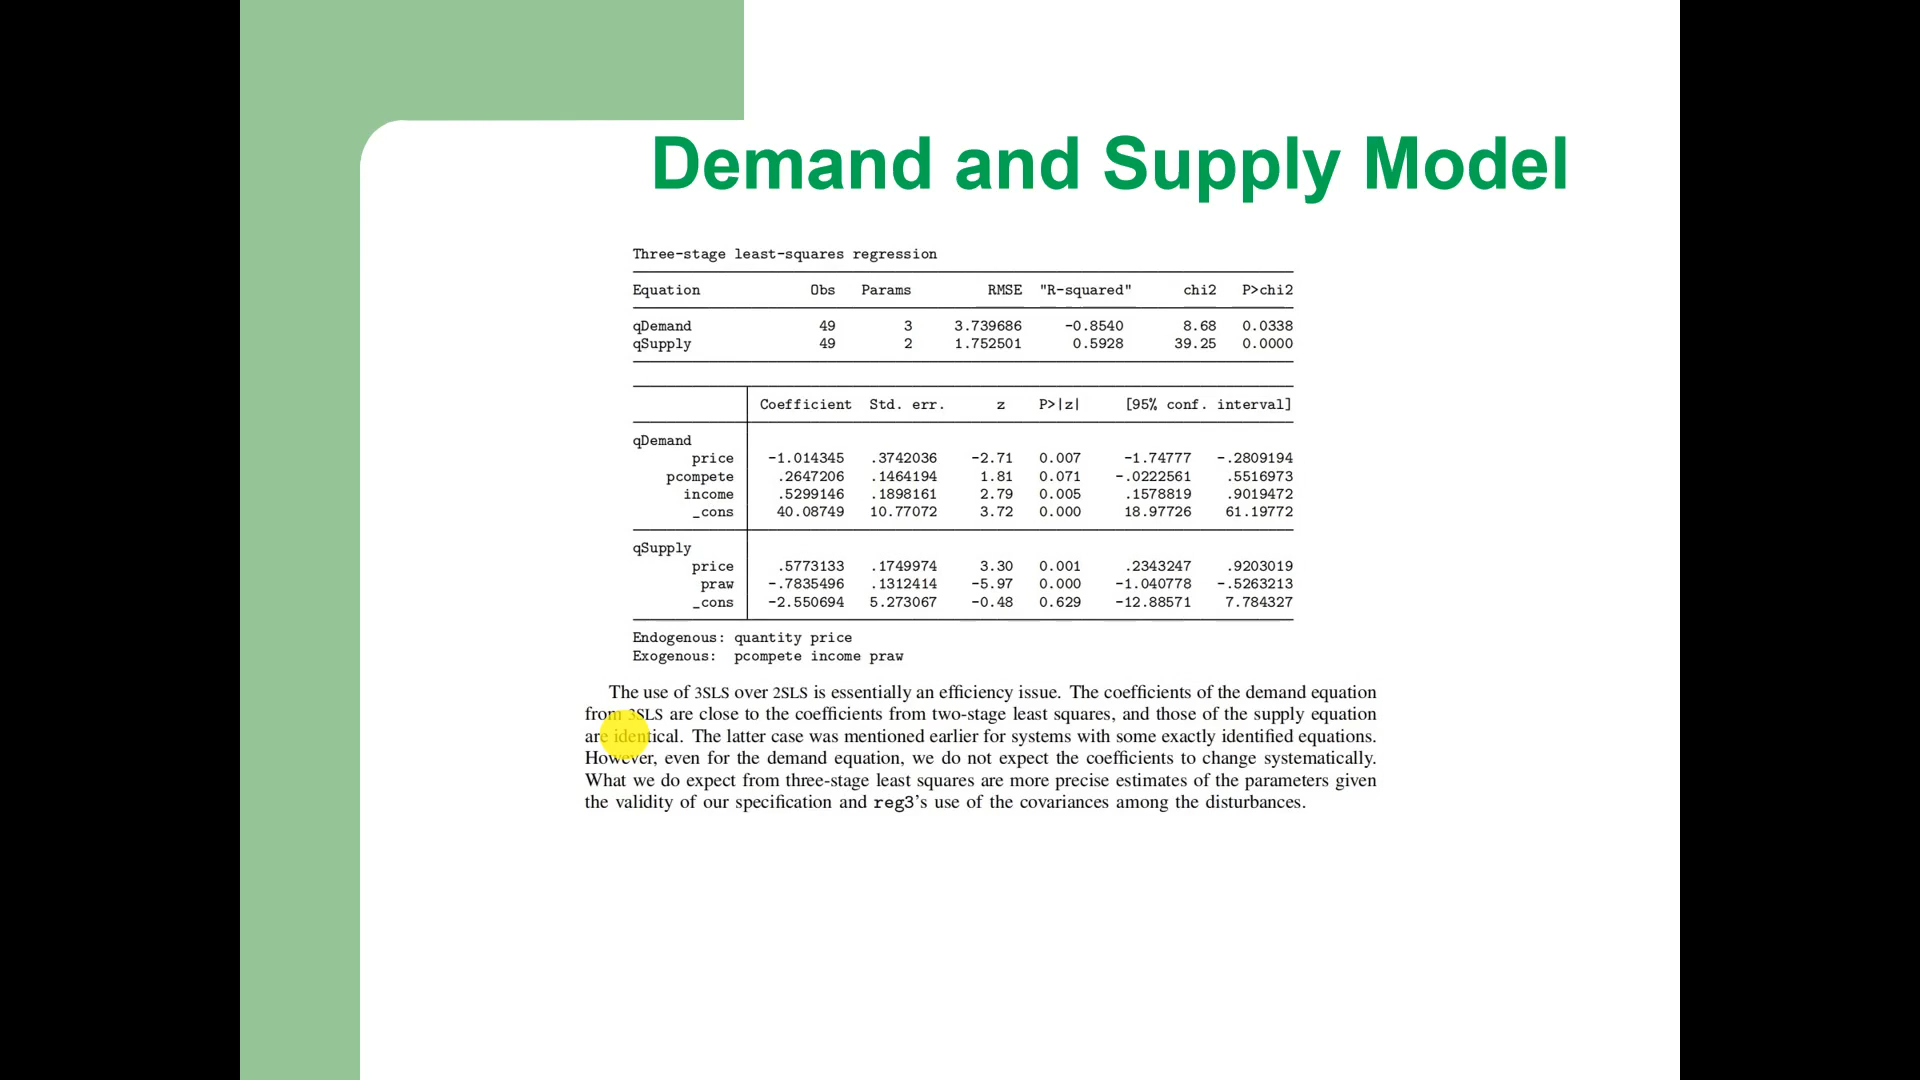 Demand and Supply Model
Three-stage least-squares regression
Equation Obs Params RMSE "R-squared" chi2 P>chi2
qDemand 49 3 3.739686 -0.8540 8.68 0.0338
qSupply 49 2 1.752501 0.5928 39.25 0.0000
Coefficient Std. err. z P>|z| [95% conf. interval]
qDemand
price -1.014345 .3742036 -2.71 0.007 -1.74777 -.2809194
pcompete .2647206 .1464194 1.81 0.071 -.0222561 .5516973
income .5299146 .1898161 2.79 0.005 .1578819 .9019472
_cons 40.08749 10.77072 3.72 0.000 18.97726 61.19772
qSupply
price .5773133 .1749974 3.30 0.001 .2343247 .9203019
praw -.7835496 .1312414 -5.97 0.000 -1.040778 -.5263213
_cons -2.550694 5.273067 -0.48 0.629 -12.88571 7.784327
Endogenous: quantity price
Exogenous: pcompete income praw
The use of 3SLS over 2SLS is essentially an efficiency issue. The coefficients of the demand equation
from 3SLS are close to the coefficients from two-stage least squares, and those of the supply equation
are identical. The latter case was mentioned earlier for systems with some exactly identified equations.
However, even for the demand equation, we do not expect the coefficients to change systematically.
What we do expect from three-stage least squares are more precise estimates of the parameters given
the validity of our specification and reg3's use of the covariances among the disturbances.